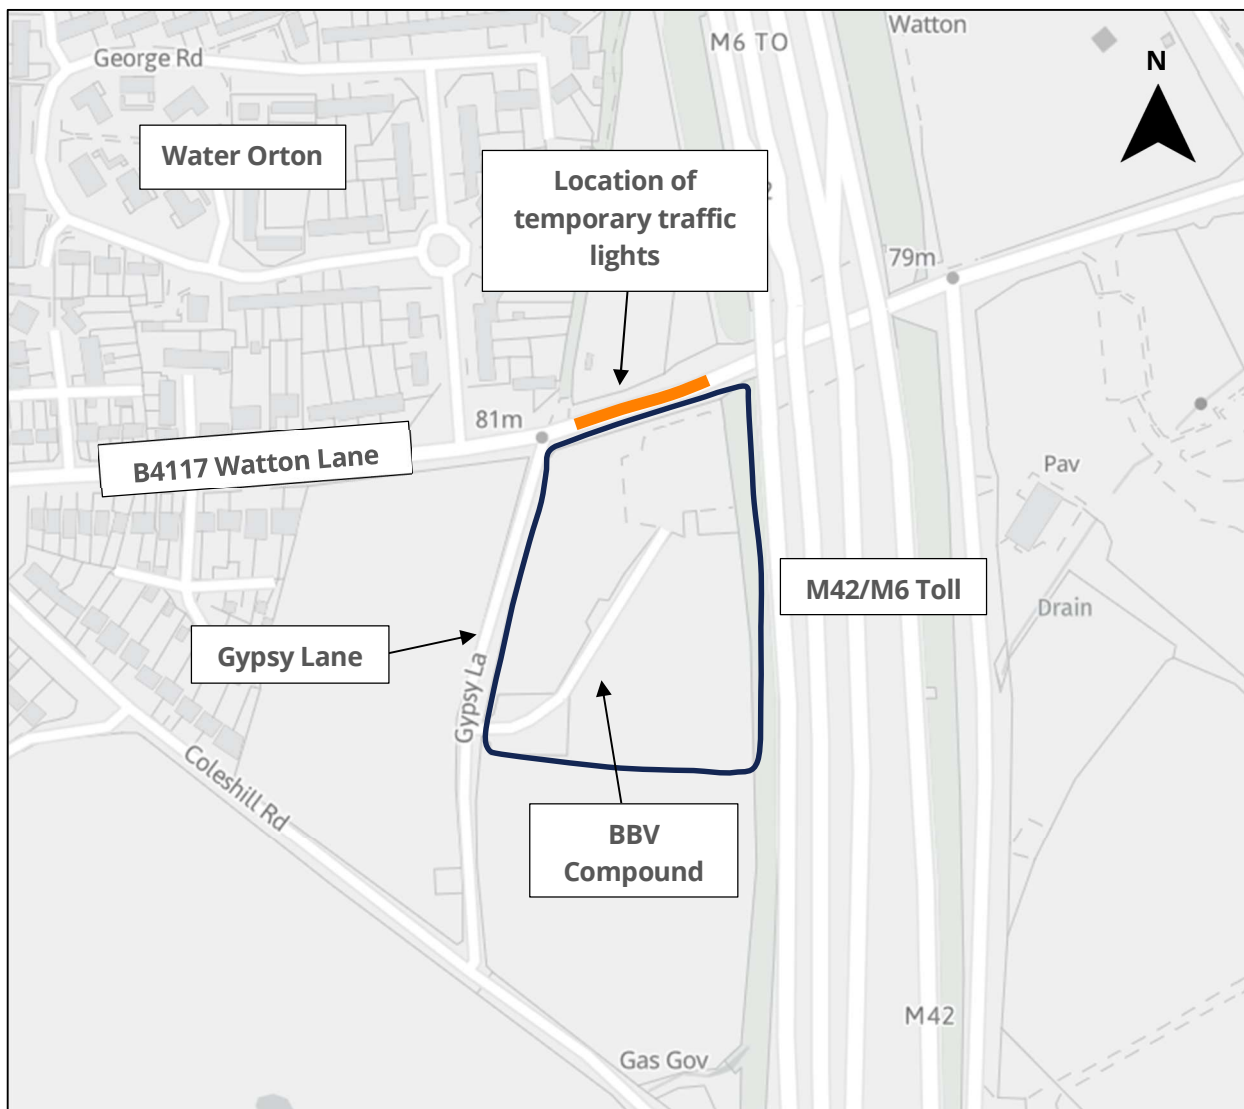 Watton
M6 TO
George Rd
N
Water Orton
Location of
temporary traffic
lights
2
79m
81m
B4117 Watton Lane
Pav
M42/M6 Toll
Drain
Gypsy Lane
Gypsy La
Coleshill Rd
BBV
Compound
M42
Gas Gov